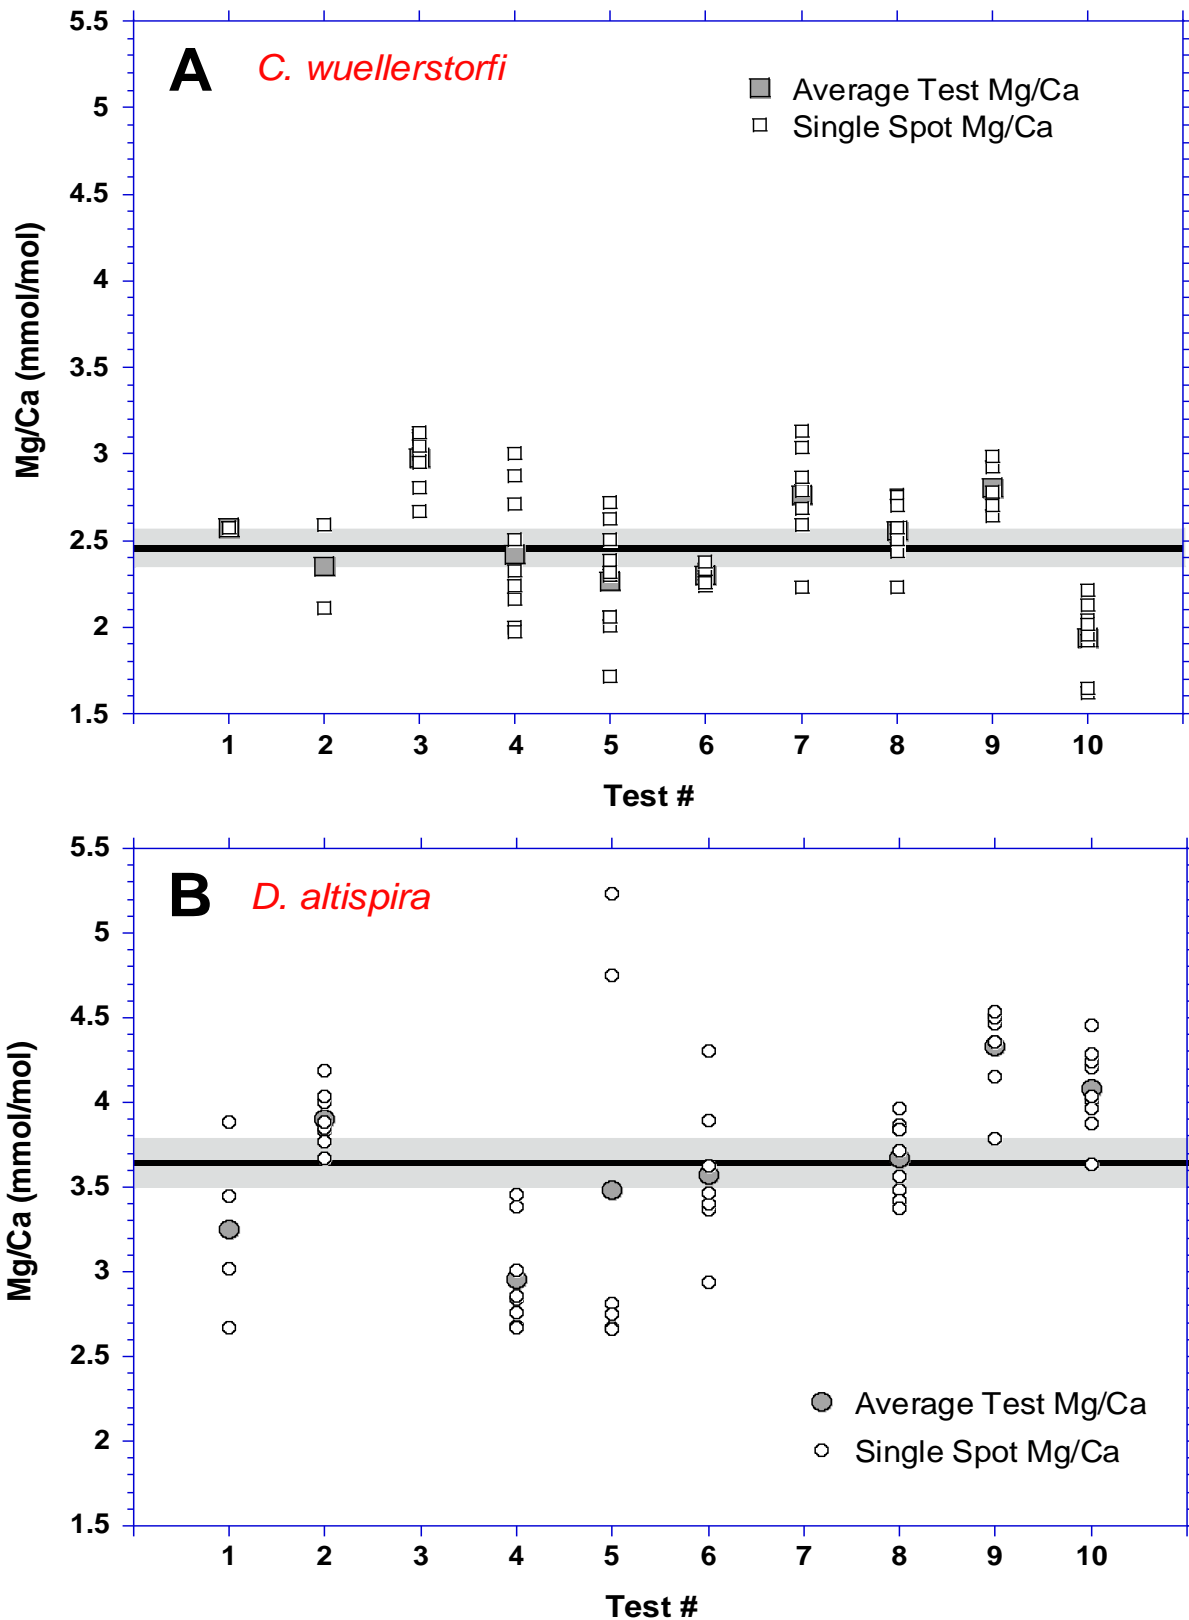 A C. wuellerstorfi
Average Test Mg/Ca
Single Spot Mg/Ca
Mg/Ca (mmol/mol)
5.5
5
4.5
4
3.5
3
2.5
2
1.5
1 2 3 4 5 6 7 8 9 10
Test #
B D. altispira
Mg/Ca (mmol/mol)
5.5
5
4.5
4
3.5
3
2.5
2
1.5
Average Test Mg/Ca
Single Spot Mg/Ca
1 2 3 4 5 6 7 8 9 10
Test #